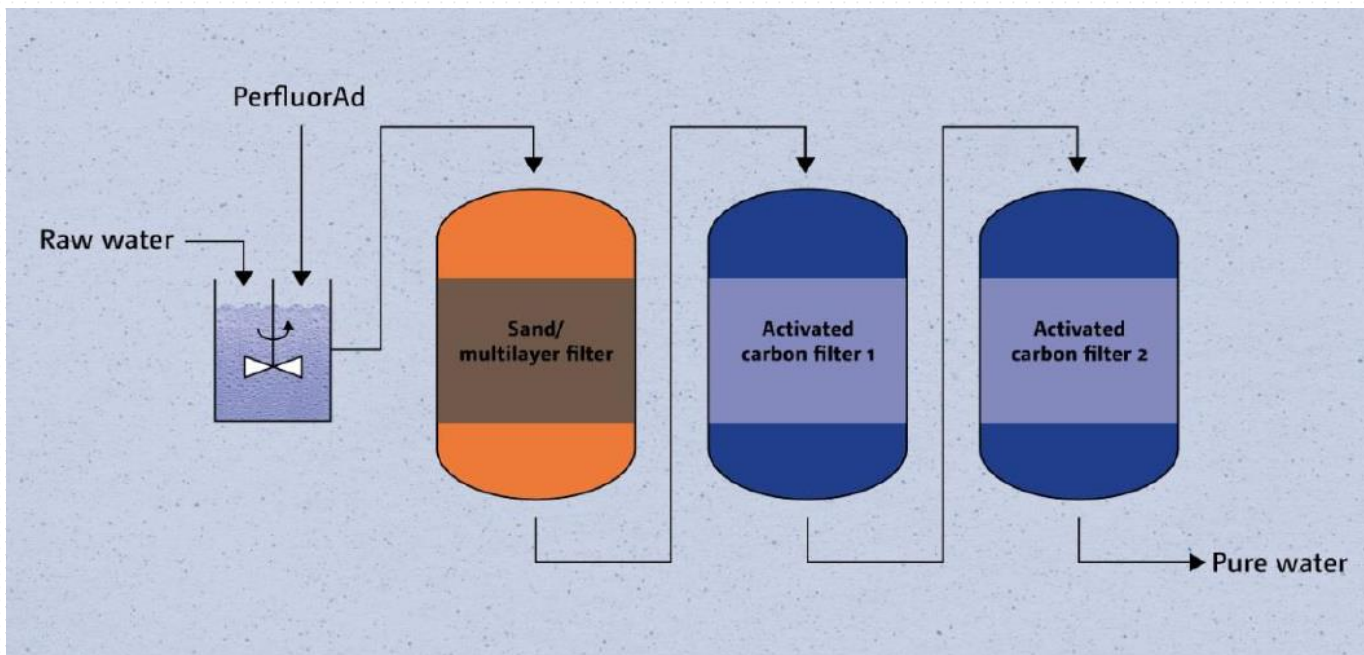 PerfluorAd
Raw water
Sand/
multilayer filter
Activated
carbon filter 1
Activated
carbon filter 2
Pure water